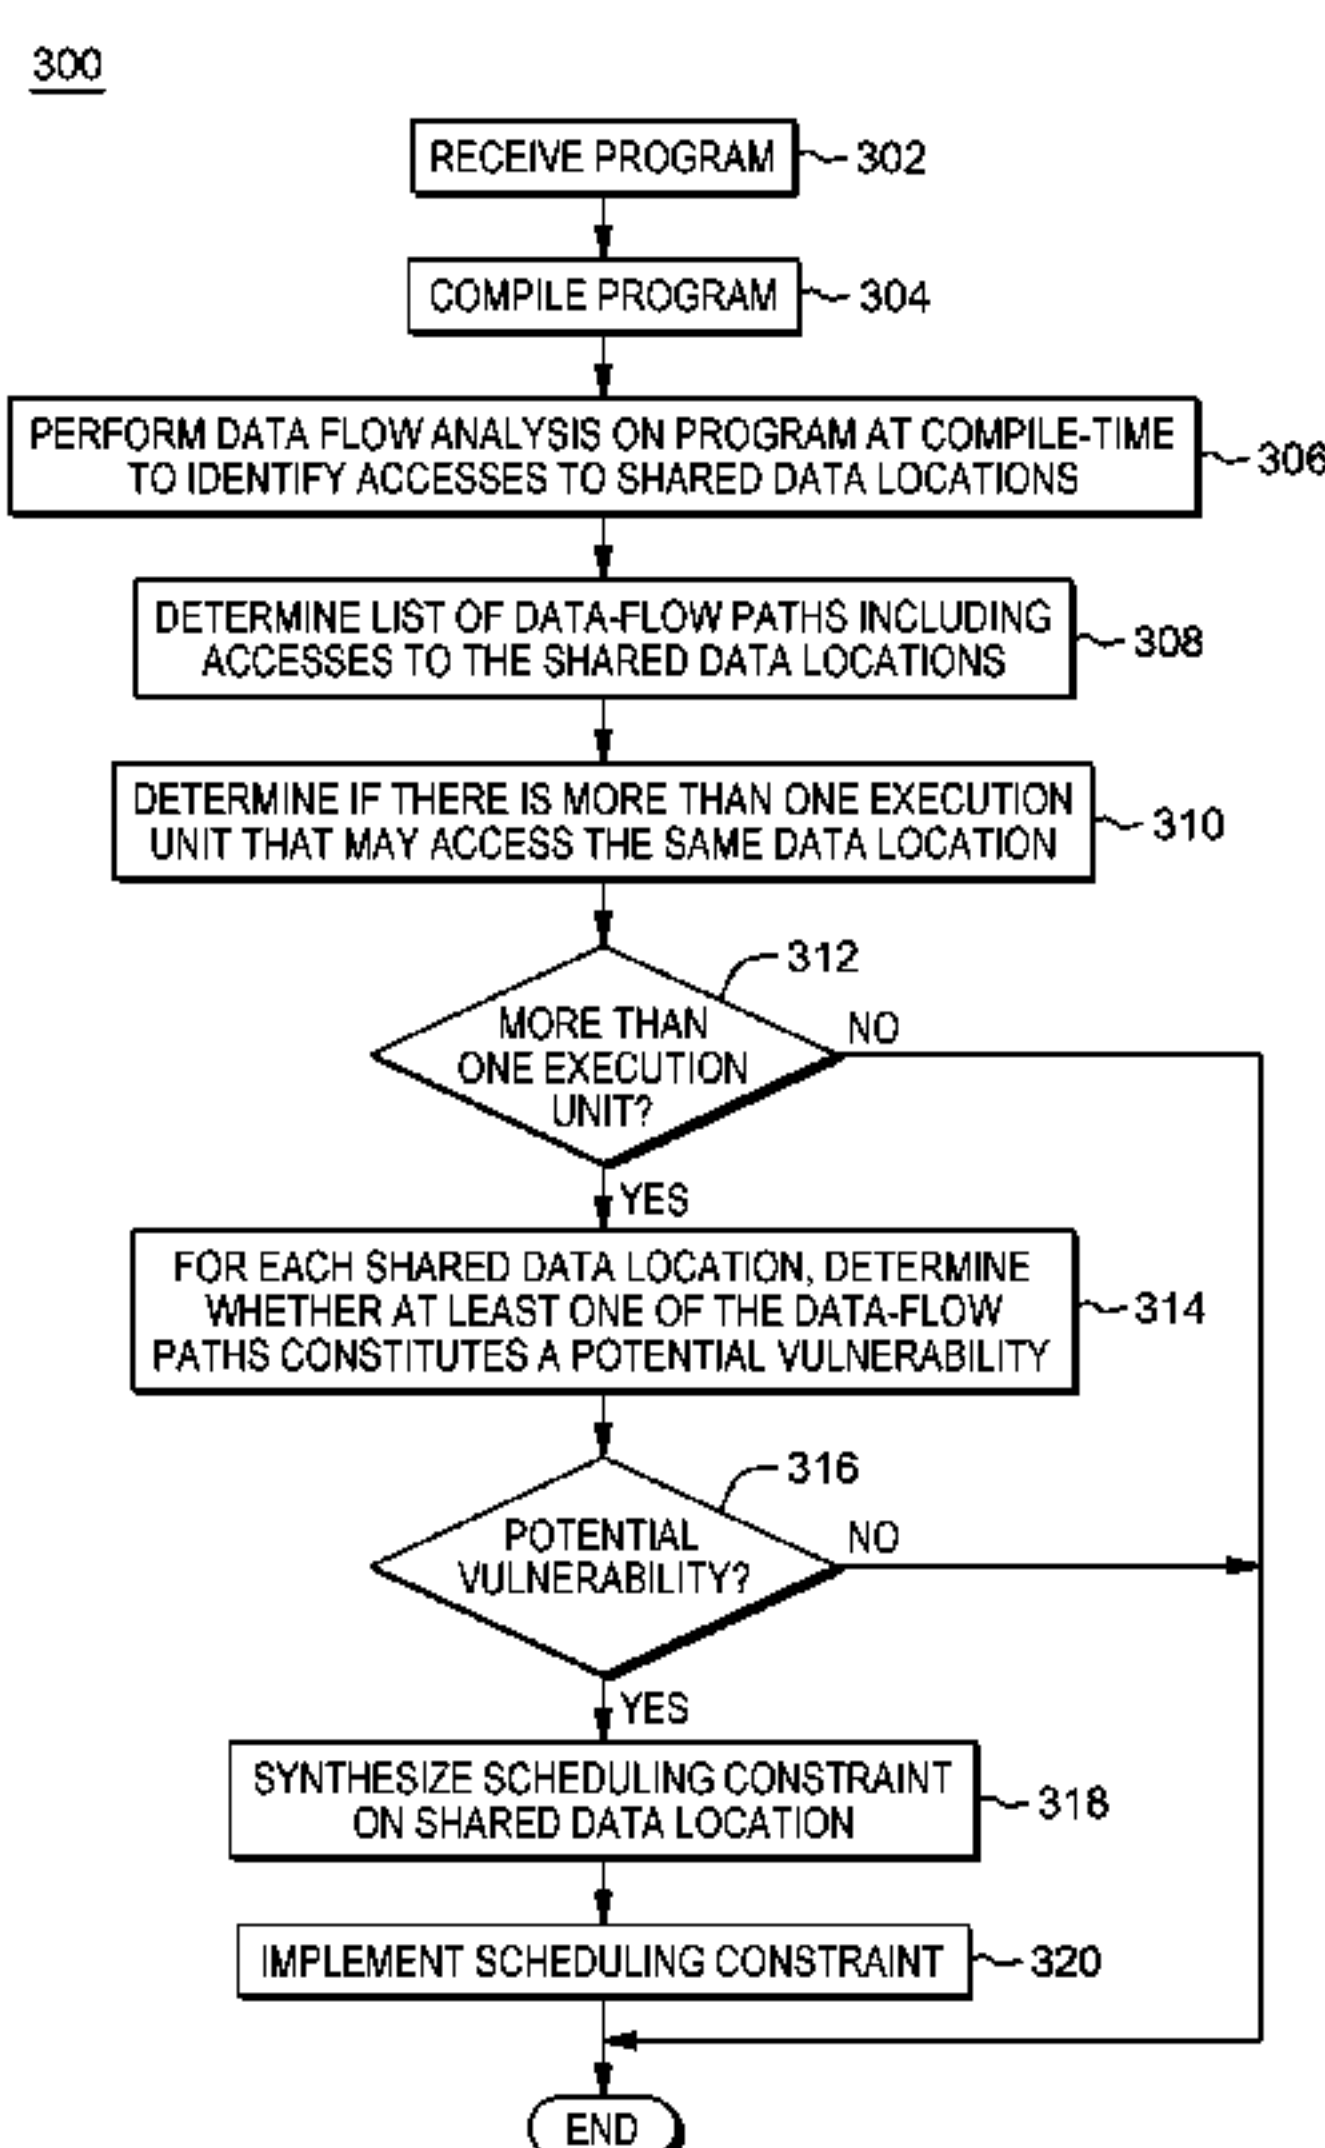 300
RECEIVE PROGRAM
302
COMPILE PROGRAM
304
PERFORM DATA FLOW ANALYSIS ON PROGRAM AT COMPILE-TIME
TO IDENTIFY ACCESSES TO SHARED DATA LOCATIONS
306
DETERMINE LIST OF DATA-FLOW PATHS INCLUDING
ACCESSES TO THE SHARED DATA LOCATIONS
308
DETERMINE IF THERE IS MORE THAN ONE EXECUTION
UNIT THAT MAY ACCESS THE SAME DATA LOCATION
310
312
MORE THAN
ONE EXECUTION
UNIT?
NO
YES
FOR EACH SHARED DATA LOCATION, DETERMINE
WHETHER AT LEAST ONE OF THE DATA-FLOW
PATHS CONSTITUTES A POTENTIAL VULNERABILITY
314
316
POTENTIAL
VULNERABILITY?
NO
YES
SYNTHESIZE SCHEDULING CONSTRAINT
ON SHARED DATA LOCATION
318
IMPLEMENT SCHEDULING CONSTRAINT
320
END